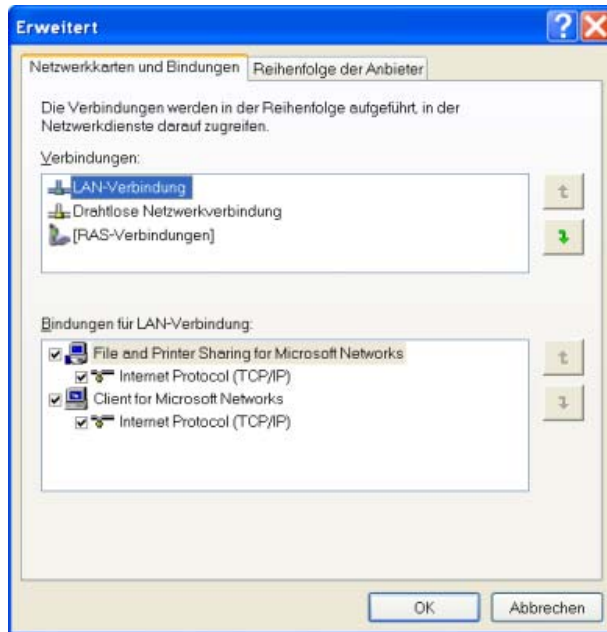 Erweitert
Netzwerkkarten und Bindungen
Reihenfolge der Anbieter
Die Verbindungen werden in der Reihenfolge aufgeführt, in der
Netzwerkdienste darauf zugreifen.
Verbindungen:
LAN-Verbindung
Drahtlose Netzwerkverbindung
[RAS-Verbindungen]
Bindungen für LAN-Verbindung:
File and Printer Sharing for Microsoft Networks
Internet Protocol (TCP/IP)
Client for Microsoft Networks
Internet Protocol (TCP/IP)
OK
Abbrechen